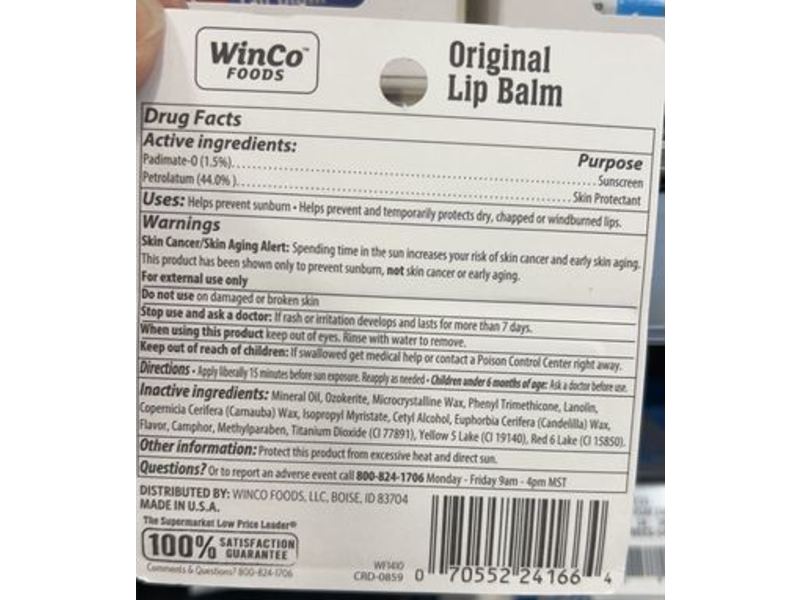 WinCo™
FOODS
Original
Lip Balm
Drug Facts
Active ingredients:
Purpose
Padimate-O (1.5%)........Sunscreen
Petrolatum (44.0% )........Skin Protectant
Uses: Helps prevent sunburn • Helps prevent and temporarily protects dry, chapped or windburned lips.
Warnings
Skin Cancer/Skin Aging Alert: Spending time in the sun increases your risk of skin cancer and early skin aging.
This product has been shown only to prevent sunburn, not skin cancer or early aging.
For external use only
Do not use on damaged or broken skin
Stop use and ask a doctor: If rash or irritation develops and lasts for more than 7 days.
When using this product keep out of eyes. Rinse with water to remove.
Keep out of reach of children: If swallowed get medical help or contact a Poison Control Center right away.
Directions • Apply liberally 15 minutes before sun exposure. Reapply as needed • Children under 6 months of age: Ask a doctor before use.
Inactive ingredients: Mineral Oil, Ozokerite, Microcrystalline Wax, Phenyl Trimethicone, Lanolin,
Copernicia Cerifera (Carnauba) Wax, Isopropyl Myristate, Cetyl Alcohol, Euphorbia Cerifera (Candelilla) Wax,
Flavor, Camphor, Methylparaben, Titanium Dioxide (CI 77891), Yellow 5 Lake (CI 19140), Red 6 Lake (CI 15850).
Other information: Protect this product from excessive heat and direct sun.
Questions? Or to report an adverse event call 800-824-1706 Monday - Friday 9am - 4pm MST
DISTRIBUTED BY: WINCO FOODS, LLC, BOISE, ID 83704
MADE IN U.S.A.
The Supermarket Low Price Leader®
100% SATISFACTION
GUARANTEE
Comments & Questions? 800-824-1706
WF1410
CRD-0859
0 70552 24166 4